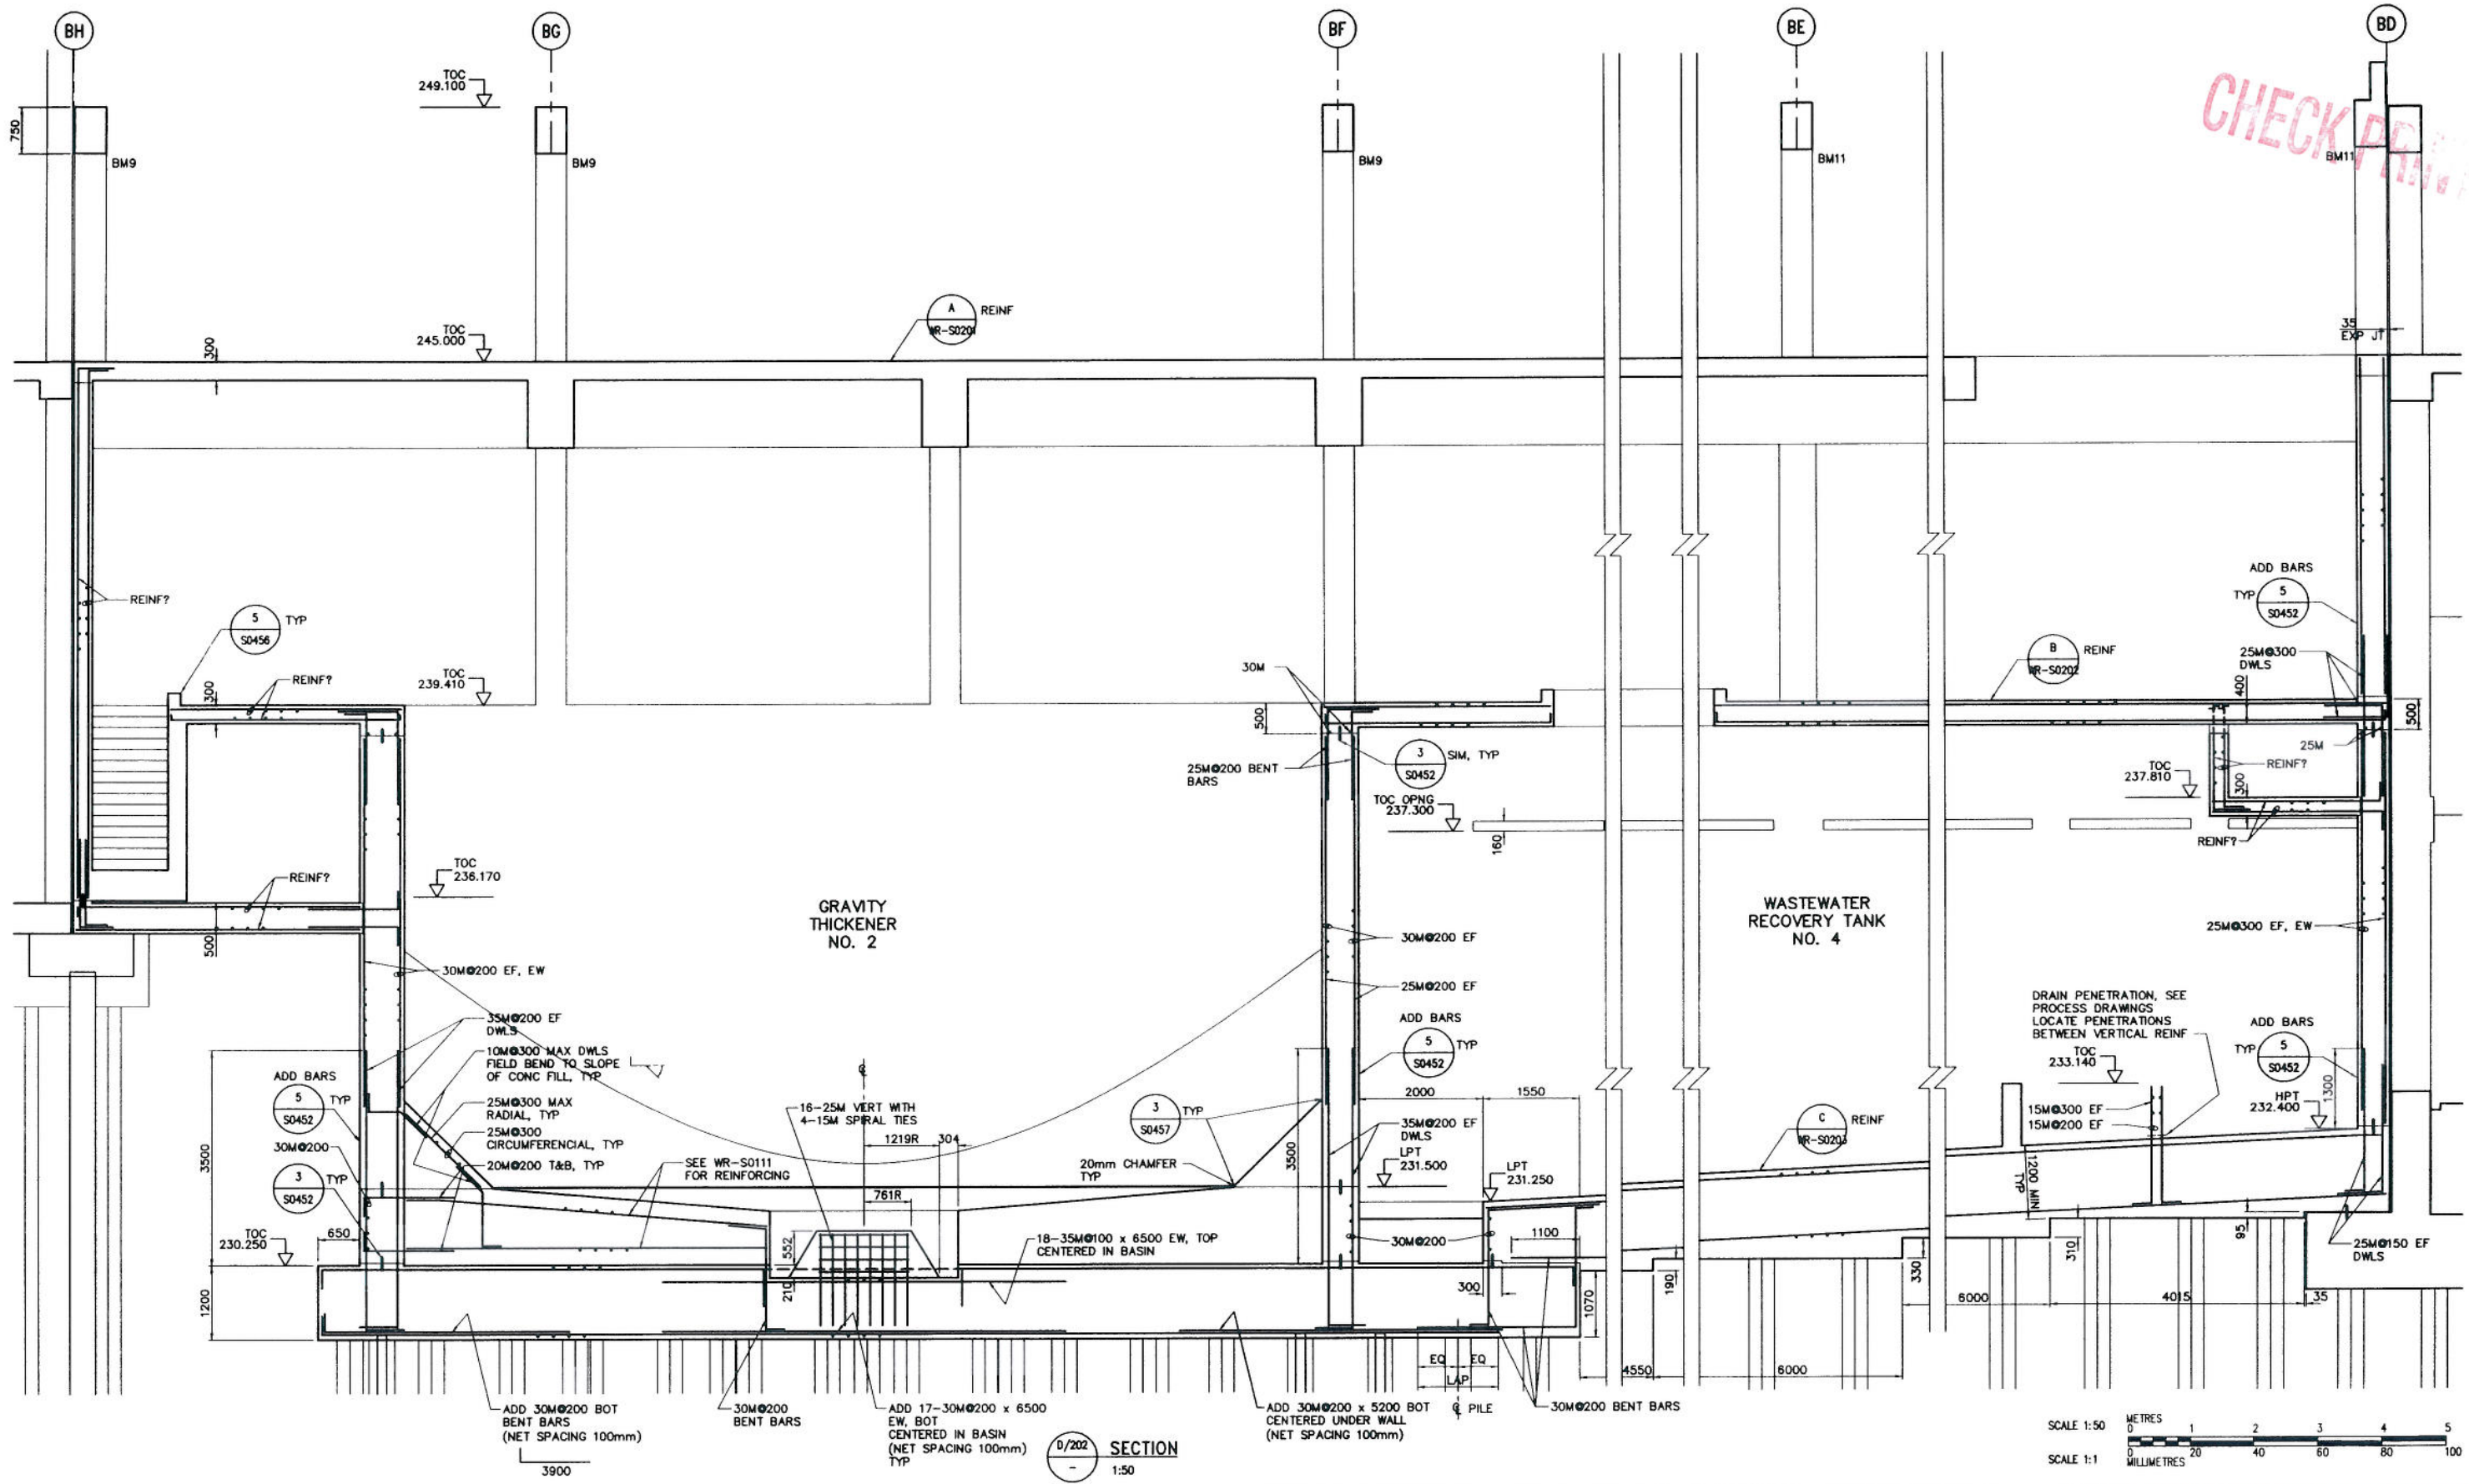 BH
BG
BF
BE
BD
CHECK PRINT
TOC
249.100
750
BM9
BM9
BM9
BM11
BM11
A
WR-S0201
REINF
TOC
245.000
300
35
EXP JT
REINF?
5
S0456
TYP
REINF?
TOC
239.410
300
30M
500
25M@200 BENT
BARS
3
S0452
SIM, TYP
TOC OPNG
237.300
160
ADD BARS
TYP
5
S0452
B
WR-S0202
REINF
25M@300
DWLS
400
500
25M
TOC
237.810
REINF?
300
REINF?
REINF?
TOC
236.170
500
GRAVITY
THICKENER
NO. 2
WASTEWATER
RECOVERY TANK
NO. 4
30M@200 EF
25M@200 EF
25M@300 EF, EW
30M@200 EF, EW
35M@200 EF
DWLS
10M@300 MAX DWLS
FIELD BEND TO SLOPE
OF CONC FILL, TYP
25M@300 MAX
RADIAL, TYP
25M@300
CIRCUMFERENCIAL, TYP
20M@200 T&B, TYP
ADD BARS
5
S0452
TYP
30M@200
3
S0452
TYP
3500
TOC
230.250
650
1200
SEE WR-S0111
FOR REINFORCING
16-25M VERT WITH
4-15M SPIRAL TIES
℄
1219R
304
761R
552
210
18-35M@100 x 6500 EW, TOP
CENTERED IN BASIN
3
S0457
TYP
20mm CHAMFER
TYP
3500
ADD BARS
5
S0452
TYP
2000
1550
35M@200 EF
DWLS
LPT
231.500
LPT
231.250
30M@200
1100
300
1070
190
C
WR-S0203
REINF
DRAIN PENETRATION, SEE
PROCESS DRAWINGS
LOCATE PENETRATIONS
BETWEEN VERTICAL REINF
TOC
233.140
ADD BARS
TYP
5
S0452
1300
HPT
232.400
15M@300 EF
15M@200 EF
1200 MIN
TYP
330
310
95
6000
4015
35
25M@150 EF
DWLS
4550
6000
EQ
EQ
LAP
℄ PILE
30M@200 BENT BARS
ADD 30M@200 BOT
BENT BARS
(NET SPACING 100mm)
3900
30M@200
BENT BARS
ADD 17-30M@200 x 6500
EW, BOT
CENTERED IN BASIN
(NET SPACING 100mm)
TYP
ADD 30M@200 x 5200 BOT
CENTERED UNDER WALL
(NET SPACING 100mm)
D/202
-
SECTION
1:50
SCALE 1:50
METRES
0 1 2 3 4 5
SCALE 1:1
0 20 40 60 80 100
MILLIMETRES